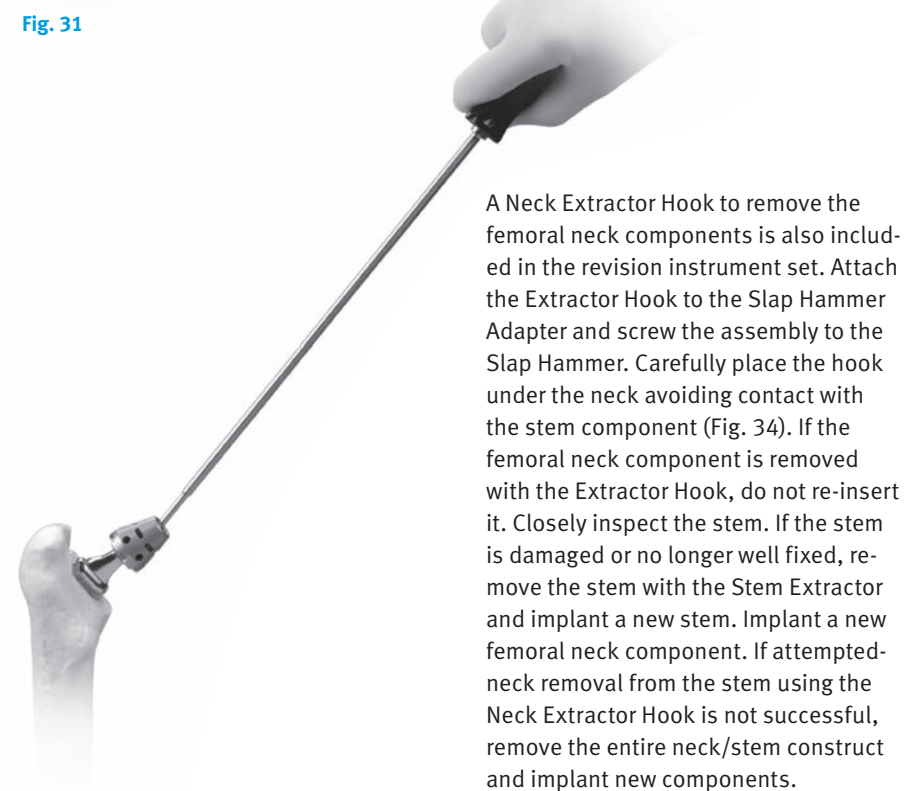 Fig. 31
A Neck Extractor Hook to remove the
femoral neck components is also includ-
ed in the revision instrument set. Attach
the Extractor Hook to the Slap Hammer
Adapter and screw the assembly to the
Slap Hammer. Carefully place the hook
under the neck avoiding contact with
the stem component (Fig. 34). If the
femoral neck component is removed
with the Extractor Hook, do not re-insert
it. Closely inspect the stem. If the stem
is damaged or no longer well fixed, re-
move the stem with the Stem Extractor
and implant a new stem. Implant a new
femoral neck component. If attempted-
neck removal from the stem using the
Neck Extractor Hook is not successful,
remove the entire neck/stem construct
and implant new components.